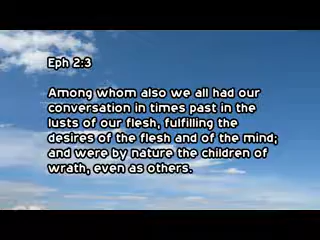 Eph 2:3
Among whom also we all had our
conversation in times past in the
lusts of our flesh, fulfilling the
desires of the flesh and of the mind;
and were by nature the children of
wrath, even as others.